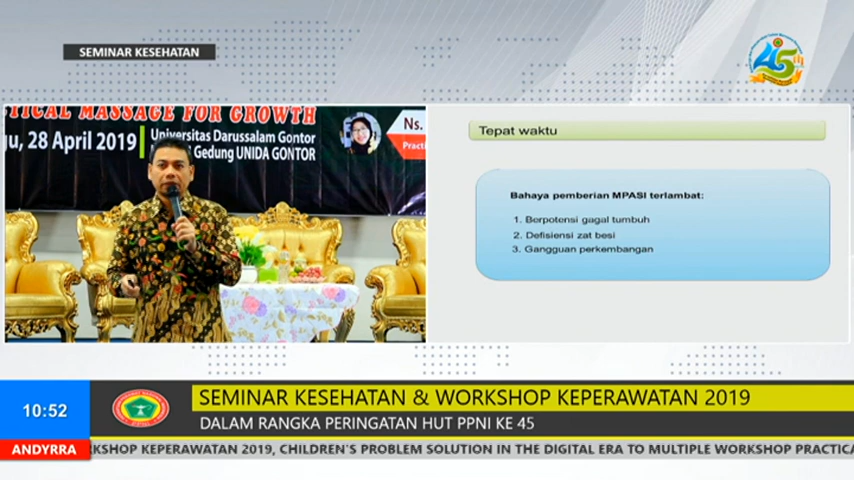 SEMINAR KESEHATAN
45
TICAL MASSAGE FOR GROWTH
gu, 28 April 2019
Universitas Darussalam Gontor
Gedung UNIDA GONTOR
Ns.
Practi
Tepat waktu
Bahaya pemberian MPASI terlambat:
1. Berpotensi gagal tumbuh
2. Defisiensi zat besi
3. Gangguan perkembangan
10:52
SEMINAR KESEHATAN & WORKSHOP KEPERAWATAN 2019
DALAM RANGKA PERINGATAN HUT PPNI KE 45
ANDYRRA
KSHOP KEPERAWATAN 2019, CHILDREN'S PROBLEM SOLUTION IN THE DIGITAL ERA TO MULTIPLE WORKSHOP PRACTICA